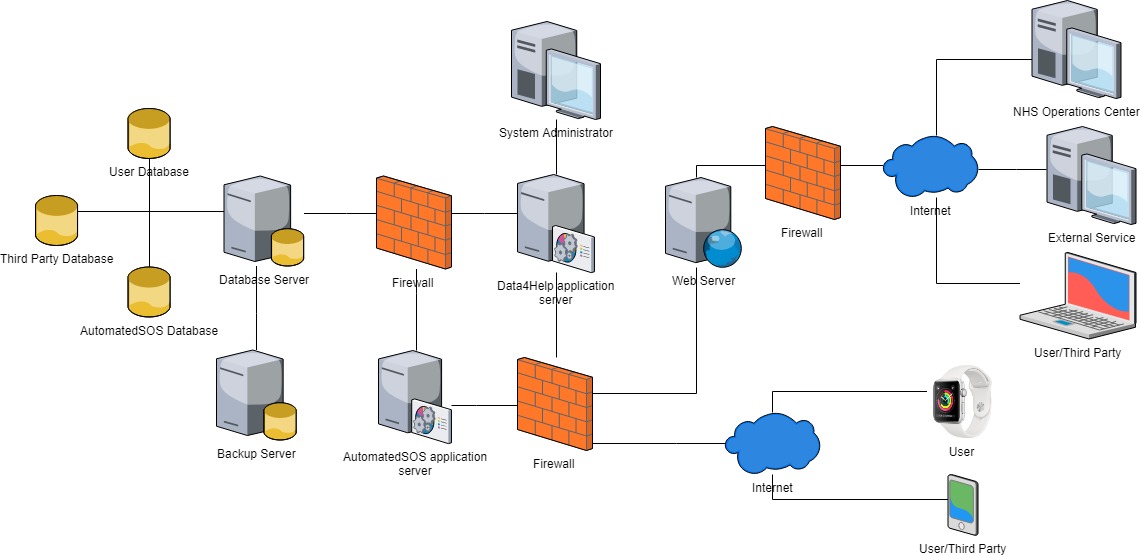 NHS Operations Center
System Administrator
User Database
Internet
Firewall
External Service
Third Party Database
Database Server
Firewall
Data4Help application
server
Web Server
AutomatedSOS Database
User/Third Party
Backup Server
AutomatedSOS application
server
Firewall
User
Internet
User/Third Party